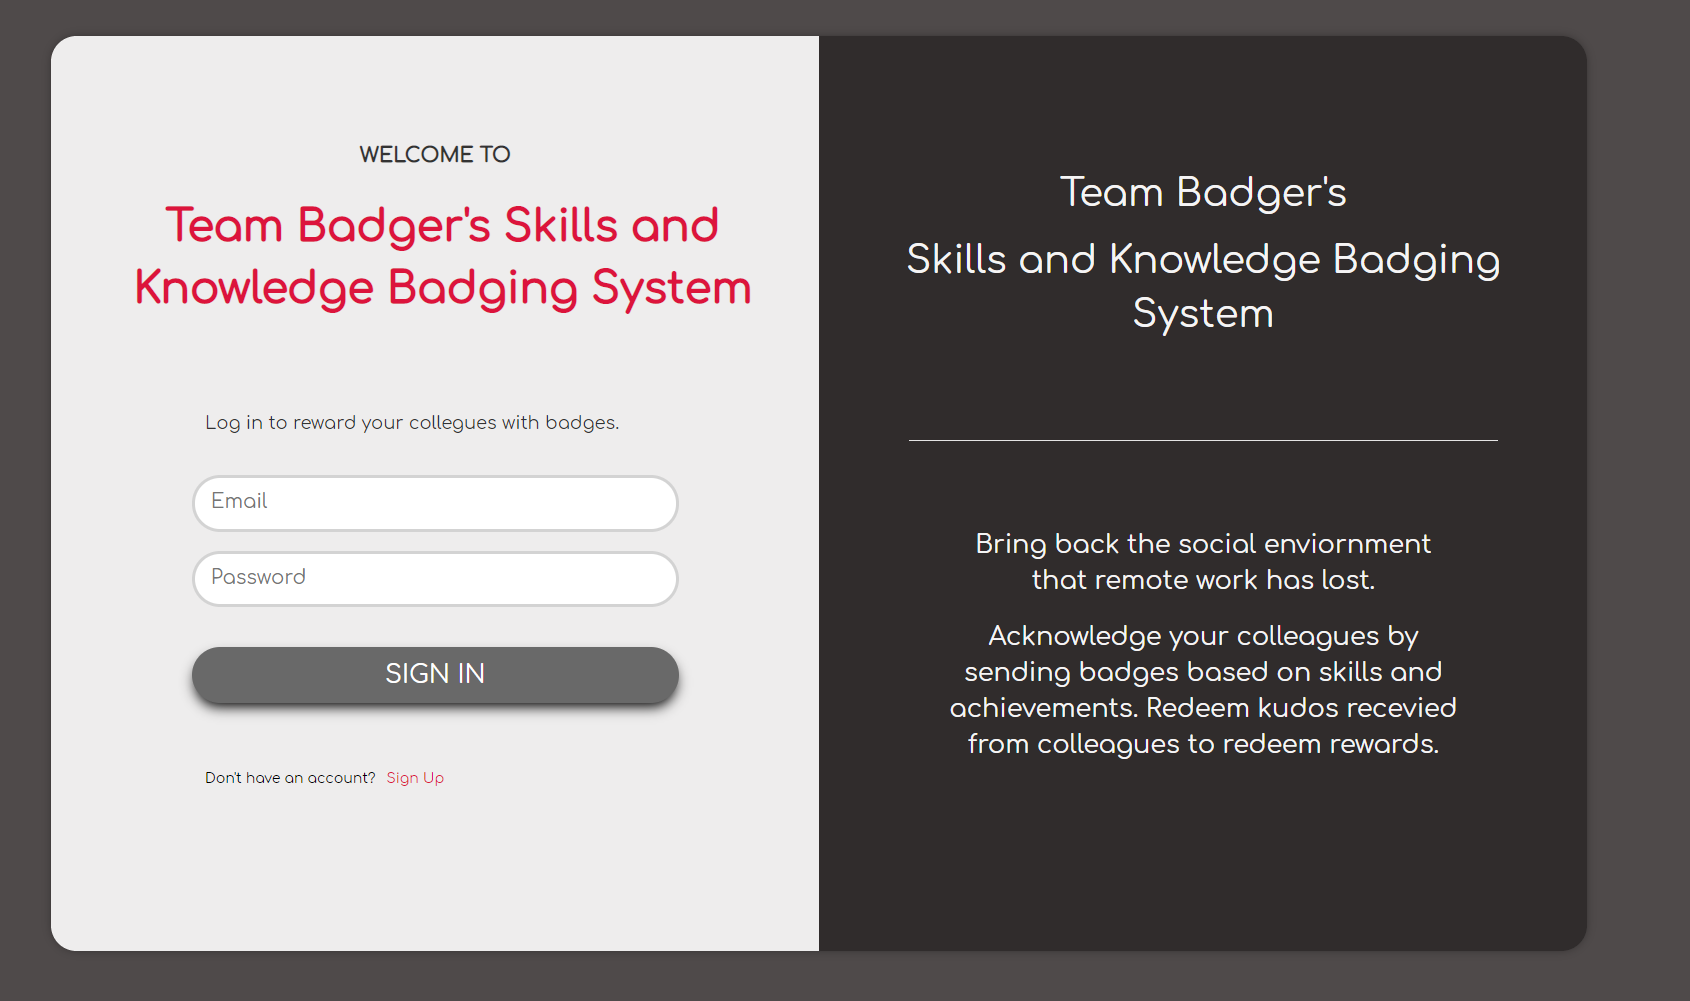 WELCOME TO
Team Badger's Skills and
Knowledge Badging System
Log in to reward your collegues with badges.
Email
Password
SIGN IN
Don't have an account? Sign Up
Team Badger's
Skills and Knowledge Badging
System
Bring back the social enviornment
that remote work has lost.
Acknowledge your colleagues by
sending badges based on skills and
achievements. Redeem kudos recevied
from colleagues to redeem rewards.